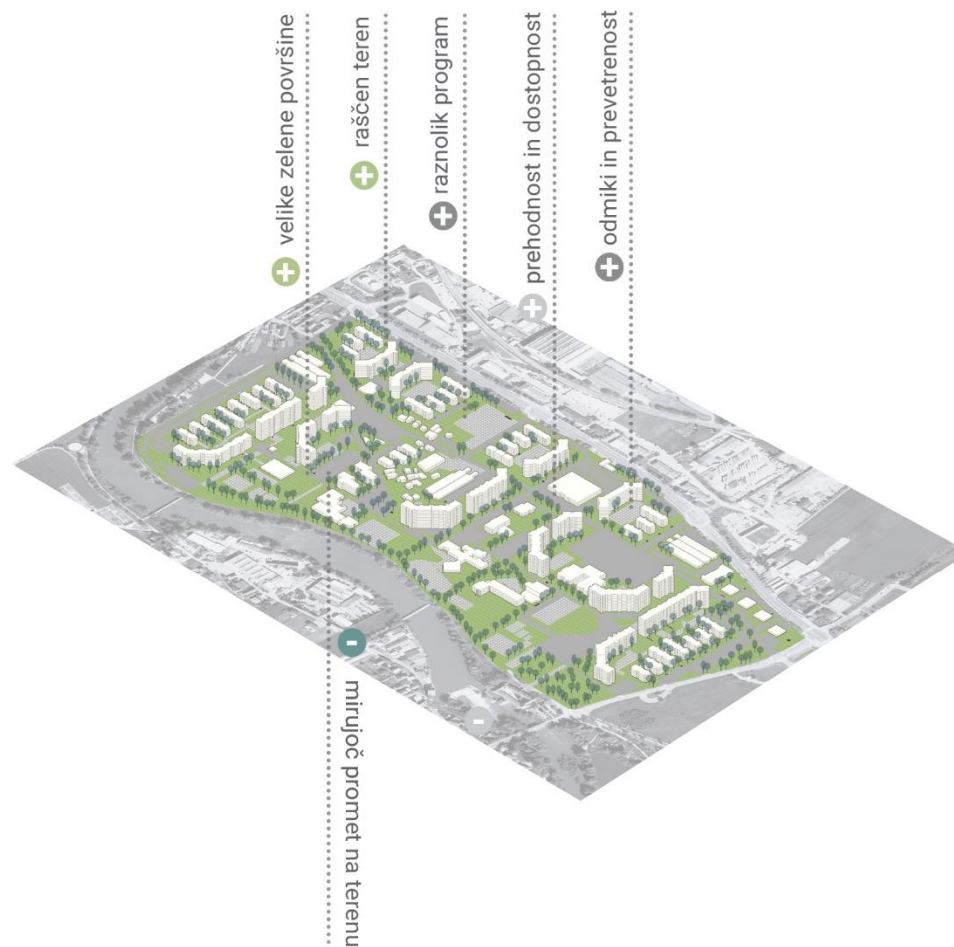 + velike zelene površine
+ raščen teren
+ raznolik program
+ prehodnost in dostopnost
+ odmiki in prevetrenost
- mirujoč promet na terenu
-